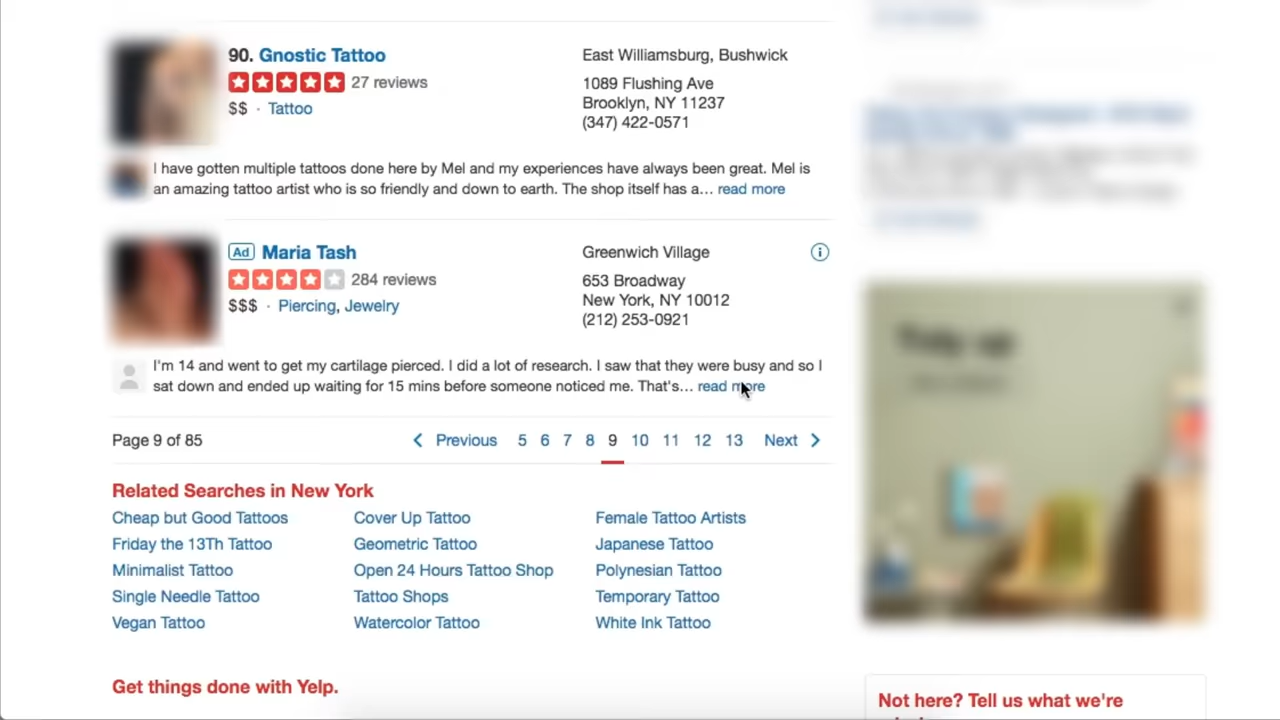 90. Gnostic Tattoo
27 reviews
$$ · Tattoo
East Williamsburg, Bushwick
1089 Flushing Ave
Brooklyn, NY 11237
(347) 422-0571
I have gotten multiple tattoos done here by Mel and my experiences have always been great. Mel is
an amazing tattoo artist who is so friendly and down to earth. The shop itself has a... read more
Ad Maria Tash
284 reviews
$$$ · Piercing, Jewelry
Greenwich Village
653 Broadway
New York, NY 10012
(212) 253-0921
I'm 14 and went to get my cartilage pierced. I did a lot of research. I saw that they were busy and so I
sat down and ended up waiting for 15 mins before someone noticed me. That's... read more
Page 9 of 85
Previous 5 6 7 8 9 10 11 12 13 Next
Related Searches in New York
Cheap but Good Tattoos
Cover Up Tattoo
Female Tattoo Artists
Friday the 13Th Tattoo
Geometric Tattoo
Japanese Tattoo
Minimalist Tattoo
Open 24 Hours Tattoo Shop
Polynesian Tattoo
Single Needle Tattoo
Tattoo Shops
Temporary Tattoo
Vegan Tattoo
Watercolor Tattoo
White Ink Tattoo
Get things done with Yelp.
Not here? Tell us what we're